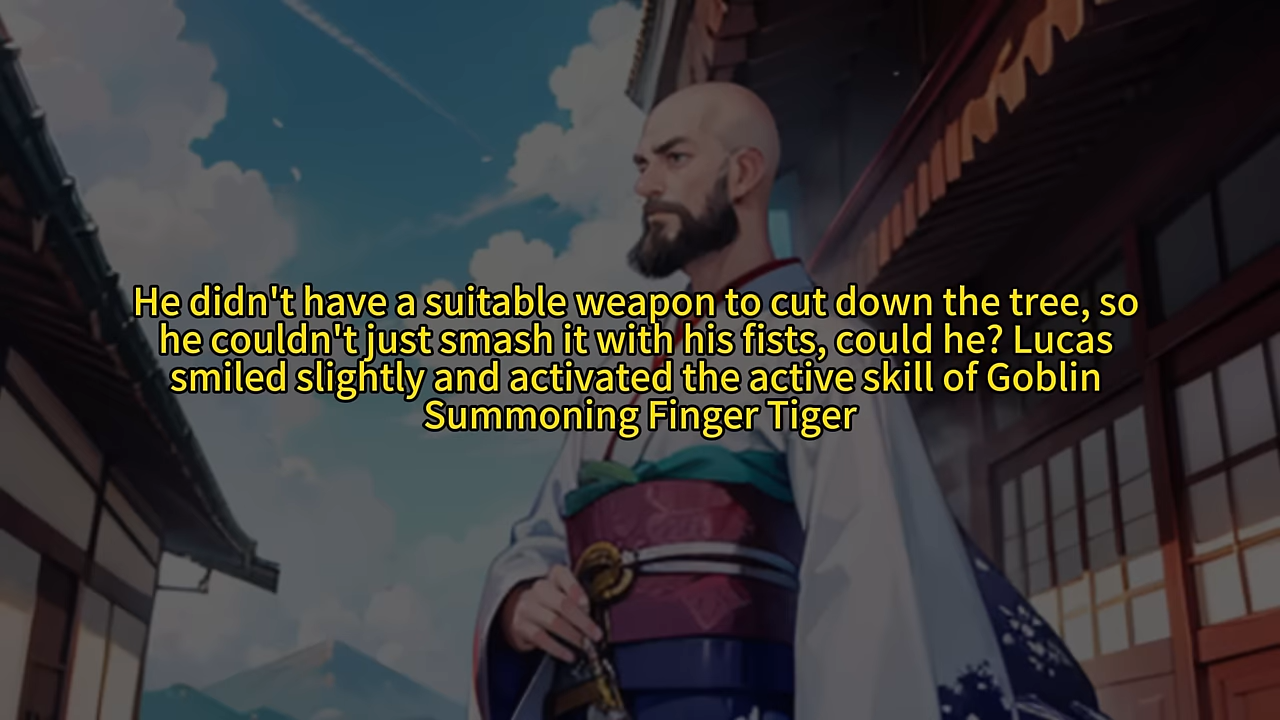 He didn't have a suitable weapon to cut down the tree, so
he couldn't just smash it with his fists, could he? Lucas
smiled slightly and activated the active skill of Goblin
Summoning Finger Tiger